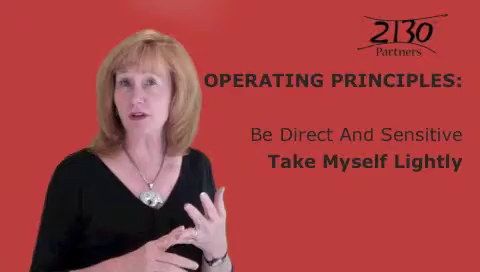 2130
Partners
OPERATING PRINCIPLES:
Be Direct And Sensitive
Take Myself Lightly